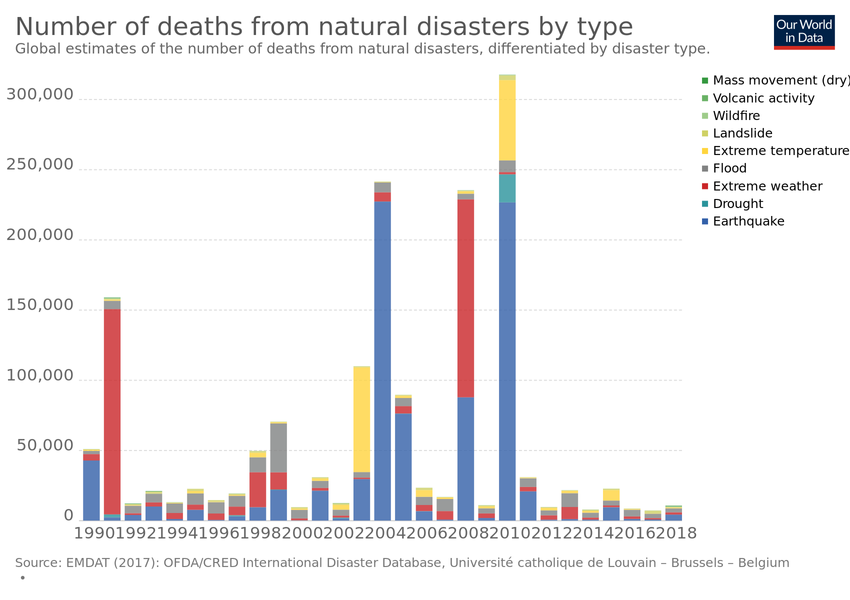 Number of deaths from natural disasters by type
Global estimates of the number of deaths from natural disasters, differentiated by disaster type.
Our World
in Data
Mass movement (dry)
Volcanic activity
Wildfire
Landslide
Extreme temperature
Flood
Extreme weather
Drought
Earthquake
300,000
250,000
200,000
150,000
100,000
50,000
0
1990 1992 1994 1996 1998 2000 2002 2004 2006 2008 2010 2012 2014 2016 2018
Source: EMDAT (2017): OFDA/CRED International Disaster Database, Université catholique de Louvain – Brussels – Belgium
•